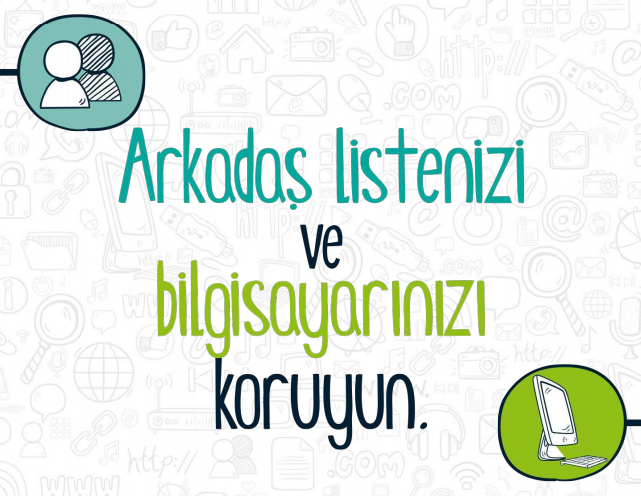 Arkadaş listenizi
ve
bilgisayarınızı
koruyun.